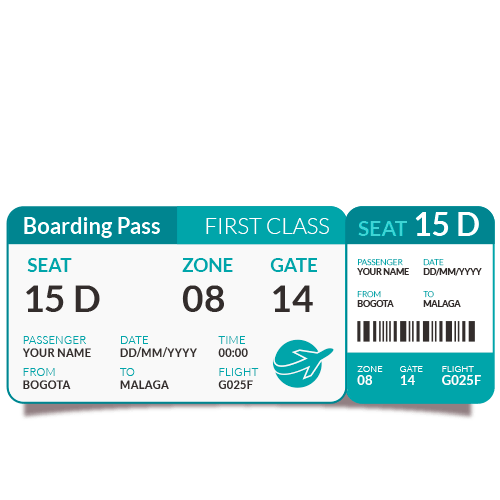 Boarding Pass FIRST CLASS
SEAT ZONE GATE
15 D 08 14
PASSENGER DATE TIME
YOUR NAME DD/MM/YYYY 00:00
FROM TO FLIGHT
BOGOTA MALAGA G025F
SEAT 15 D
PASSENGER DATE
YOUR NAME DD/MM/YYYY
FROM TO
BOGOTA MALAGA
ZONE GATE FLIGHT
08 14 G025F